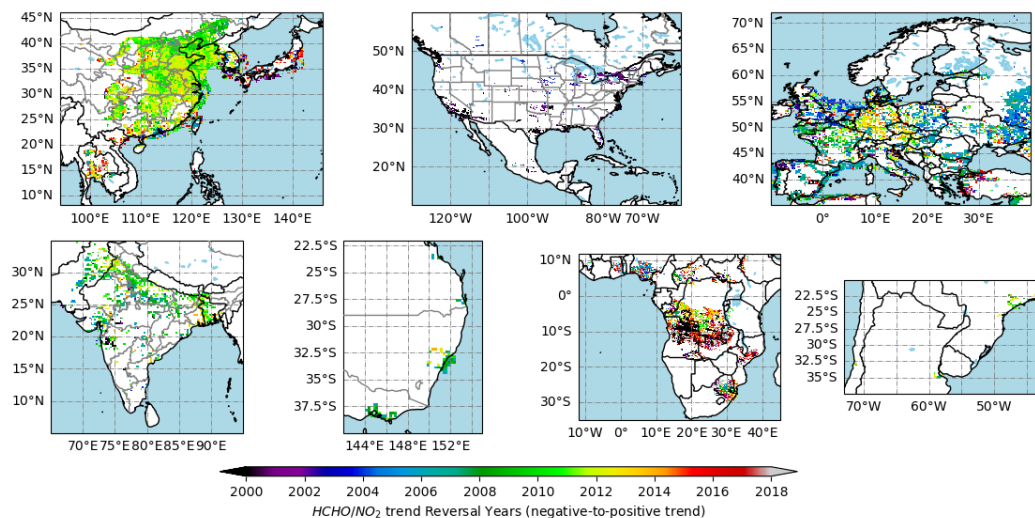 45°N
40°N
35°N
30°N
25°N
20°N
15°N
10°N
100°E 110°E 120°E 130°E 140°E
40°N
30°N
20°N
120°W 100°W 80°W 70°W
70°N
65°N
60°N
55°N
50°N
45°N
40°N
0° 10°E 20°E 30°E
30°N
25°N
20°N
15°N
10°N
70°E 75°E 80°E 85°E 90°E
22.5°S
25°S
27.5°S
30°S
32.5°S
35°S
37.5°S
144°E 148°E 152°E
10°N
0°
10°S
20°S
30°S
10°W 0° 10°E 20°E 30°E 40°E
22.5°S
25°S
27.5°S
30°S
32.5°S
35°S
70°W 60°W 50°W
2000 2002 2004 2006 2008 2010 2012 2014 2016 2018
HCHO/NO₂ trend Reversal Years (negative-to-positive trend)